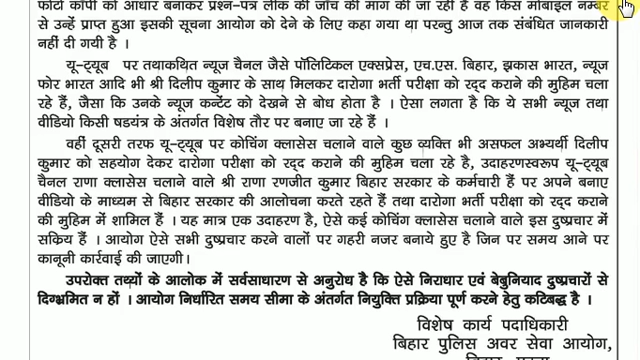 फोटो कॉपी को आधार बनाकर प्रश्न-पत्र लीक की जाँच की मांग की जा रही है वह किस मोबाईल नम्बर
से उन्हें प्राप्त हुआ इसकी सूचना आयोग को देने के लिए कहा गया था परन्तु आज तक संबंधित जानकारी
नहीं दी गयी है ।
यू-ट्यूब पर तथाकथित न्यूज चैनल जैसे पॉलिटिकल एक्सप्रेस, एच.एस. बिहार, झकास भारत, न्यूज
फोर भारत आदि भी श्री दिलीप कुमार के साथ मिलकर दारोगा भर्ती परीक्षा को रद्द कराने की मुहिम चला
रहे हैं, जैसा कि उनके न्यूज कन्टेंट को देखने से बोध होता है । ऐसा लगता है कि ये सभी न्यूज तथा
वीडियो किसी षडयंत्र के अंतर्गत विशेष तौर पर बनाए जा रहे हैं ।
वहीं दूसरी तरफ यू-ट्यूब पर कोचिंग क्लासेस चलाने वाले कुछ व्यक्ति भी असफल अभ्यर्थी दिलीप
कुमार को सहयोग देकर दारोगा परीक्षा को रद्द कराने की मुहिम चला रहे है, उदाहरणस्वरूप यू-ट्यूब
चैनल राणा क्लासेस चलाने वाले श्री राणा रणजीत कुमार बिहार सरकार के कर्मचारी हैं पर अपने बनाए
वीडियो के माध्यम से बिहार सरकार की आलोचना करते रहते हैं तथा दारोगा भर्ती परीक्षा को रद्द कराने
की मुहिम में शामिल हैं । यह मात्र एक उदाहरण है, ऐसे कई कोचिंग क्लासेस चलाने वाले इस दुष्प्रचार में
सक्रिय हैं । आयोग ऐसे सभी दुष्प्रचार करने वालों पर गहरी नजर बनाये हुए है जिन पर समय आने पर
कानूनी कार्रवाई की जाएगी ।
उपरोक्त तथ्यों के आलोक में सर्वसाधारण से अनुरोध है कि ऐसे निराधार एवं बेबुनियाद दुष्प्रचारों से
दिग्भ्रमित न हों । आयोग निर्धारित समय सीमा के अंतर्गत नियुक्ति प्रक्रिया पूर्ण करने हेतु कटिबद्ध है ।
विशेष कार्य पदाधिकारी
बिहार पुलिस अवर सेवा आयोग,